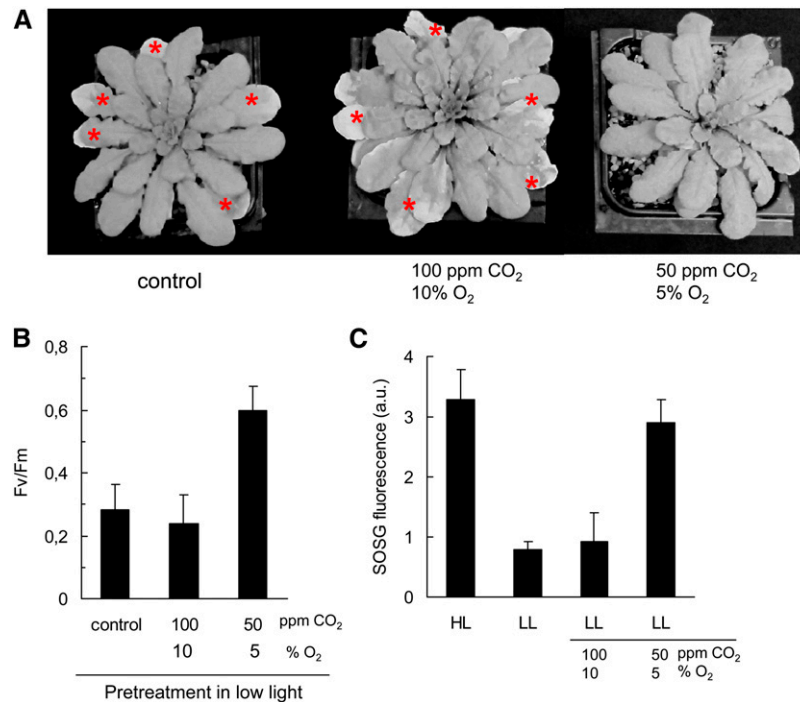 A
* * * * *
* * * * *
control
100 ppm CO₂
10% O₂
50 ppm CO₂
5% O₂
B
Fv/Fm
0,8
0,6
0,4
0,2
0
control 100 50 ppm CO₂
10 5 % O₂
Pretreatment in low light
C
SOSG fluorescence (a.u.)
4
3
2
1
0
HL LL LL LL
100 50 ppm CO₂
10 5 % O₂